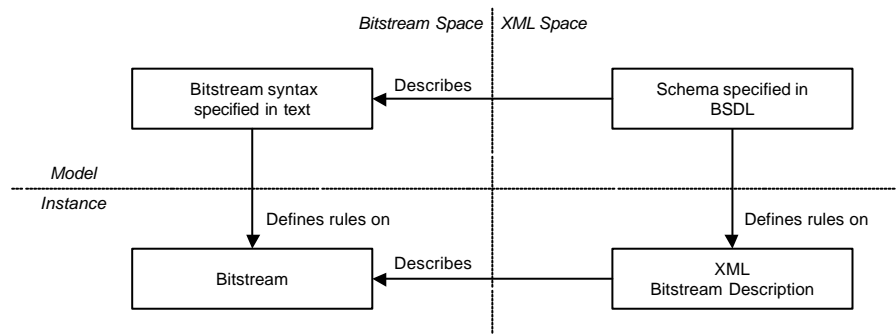 Bitstream Space
XML Space
Bitstream syntax
specified in text
Describes
Schema specified in
BSDL
Model
Instance
Defines rules on
Defines rules on
Bitstream
Describes
XML
Bitstream Description